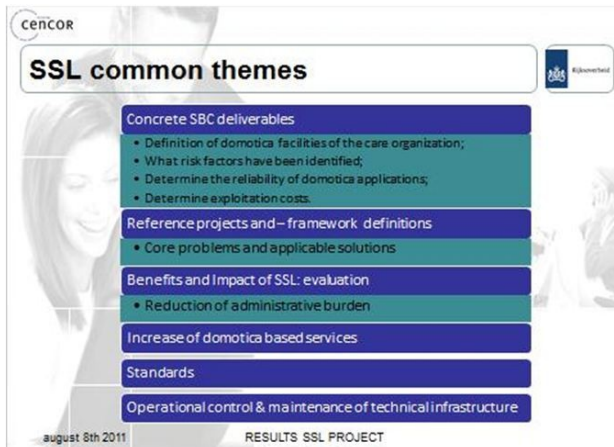 cencor
SSL common themes
Rijksoverheid
Concrete SBC deliverables
• Definition of domotica facilities of the care organization;
• What risk factors have been identified;
• Determine the reliability of domotica applications;
• Determine exploitation costs.
Reference projects and – framework definitions
• Core problems and applicable solutions
Benefits and Impact of SSL: evaluation
• Reduction of administrative burden
Increase of domotica based services
Standards
Operational control & maintenance of technical infrastructure
august 8th 2011
RESULTS SSL PROJECT